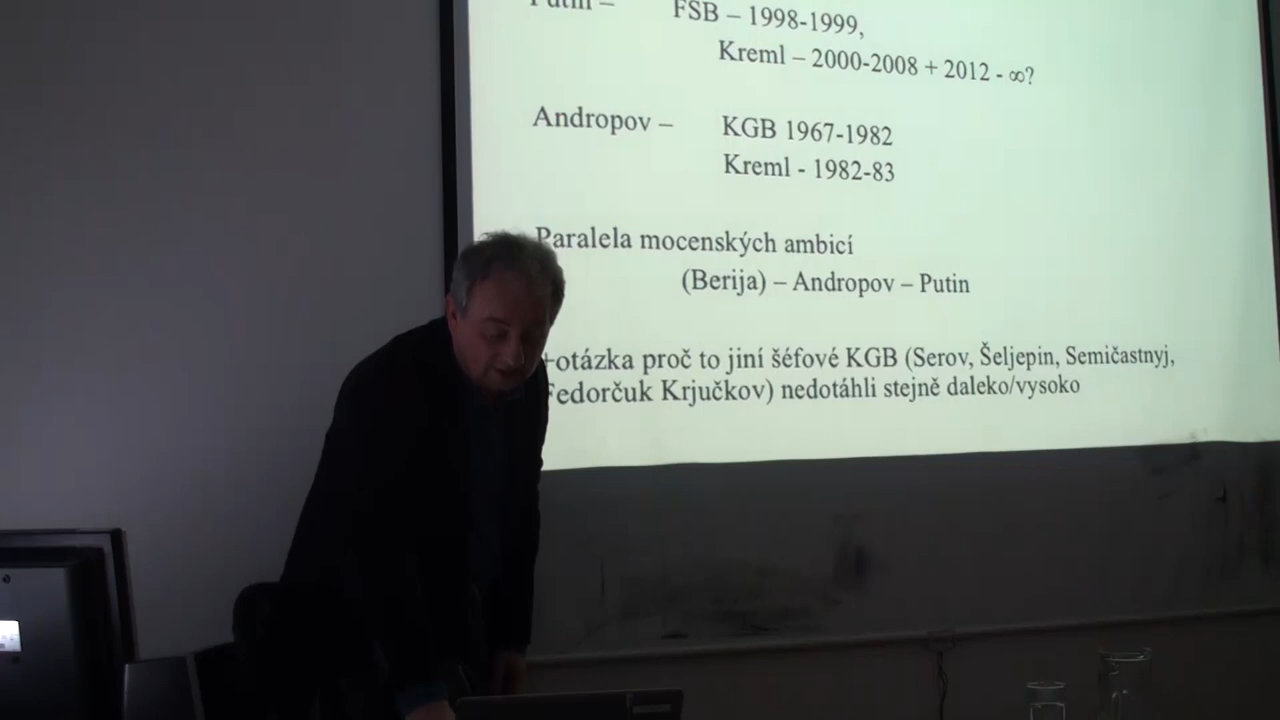 Putin – FSB – 1998-1999,
Kreml – 2000-2008 + 2012 - ∞?
Andropov – KGB 1967-1982
Kreml - 1982-83
Paralela mocenských ambicí
(Berija) – Andropov – Putin
+otázka proč to jiní šéfové KGB (Serov, Šeljepin, Semičastnyj,
Fedorčuk Krjučkov) nedotáhli stejně daleko/vysoko